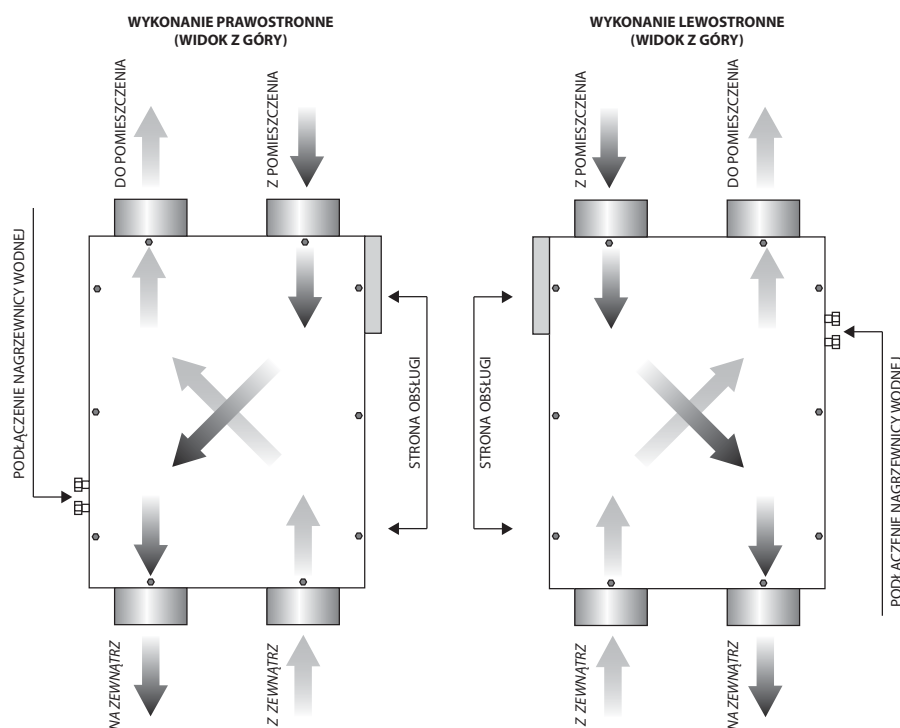 WYKONANIE PRAWOSTRONNE
(WIDOK Z GÓRY)
DO POMIESZCZENIA
Z POMIESZCZENIA
PODŁĄCZENIE NAGRZEWNICY WODNEJ
STRONA OBSŁUGI
NA ZEWNĄTRZ
Z ZEWNĄTRZ
WYKONANIE LEWOSTRONNE
(WIDOK Z GÓRY)
Z POMIESZCZENIA
DO POMIESZCZENIA
STRONA OBSŁUGI
PODŁĄCZENIE NAGRZEWNICY WODNEJ
Z ZEWNĄTRZ
NA ZEWNĄTRZ